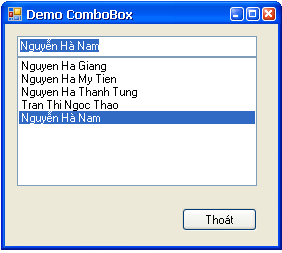 Demo ComboBox
Nguyễn Hà Nam
Nguyen Ha Giang
Nguyen Ha My Tien
Nguyen Ha Thanh Tung
Tran Thi Ngoc Thao
Nguyễn Hà Nam
Thoát